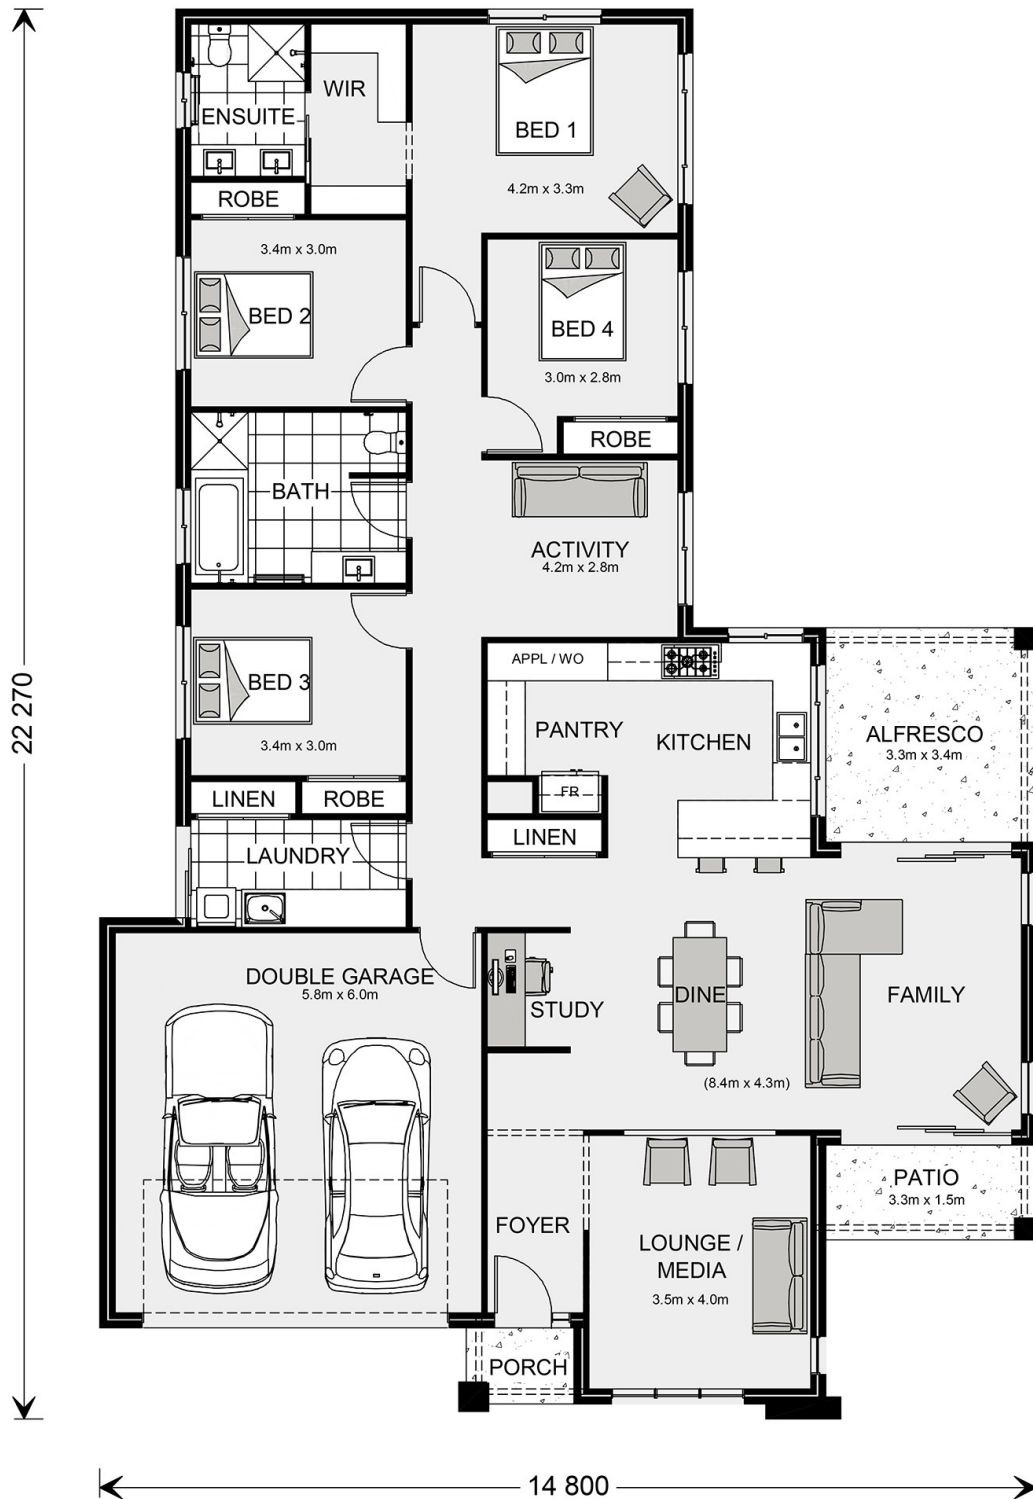 WIR
ENSUITE
BED 1
4.2m x 3.3m
ROBE
3.4m x 3.0m
BED 2
BED 4
3.0m x 2.8m
ROBE
BATH
ACTIVITY
4.2m x 2.8m
APPL / WO
BED 3
3.4m x 3.0m
PANTRY
KITCHEN
ALFRESCO
3.3m x 3.4m
22 270
FR
LINEN
ROBE
LINEN
LAUNDRY
DOUBLE GARAGE
5.8m x 6.0m
STUDY
DINE
FAMILY
(8.4m x 4.3m)
PATIO
3.3m x 1.5m
FOYER
LOUNGE /
MEDIA
3.5m x 4.0m
PORCH
14 800